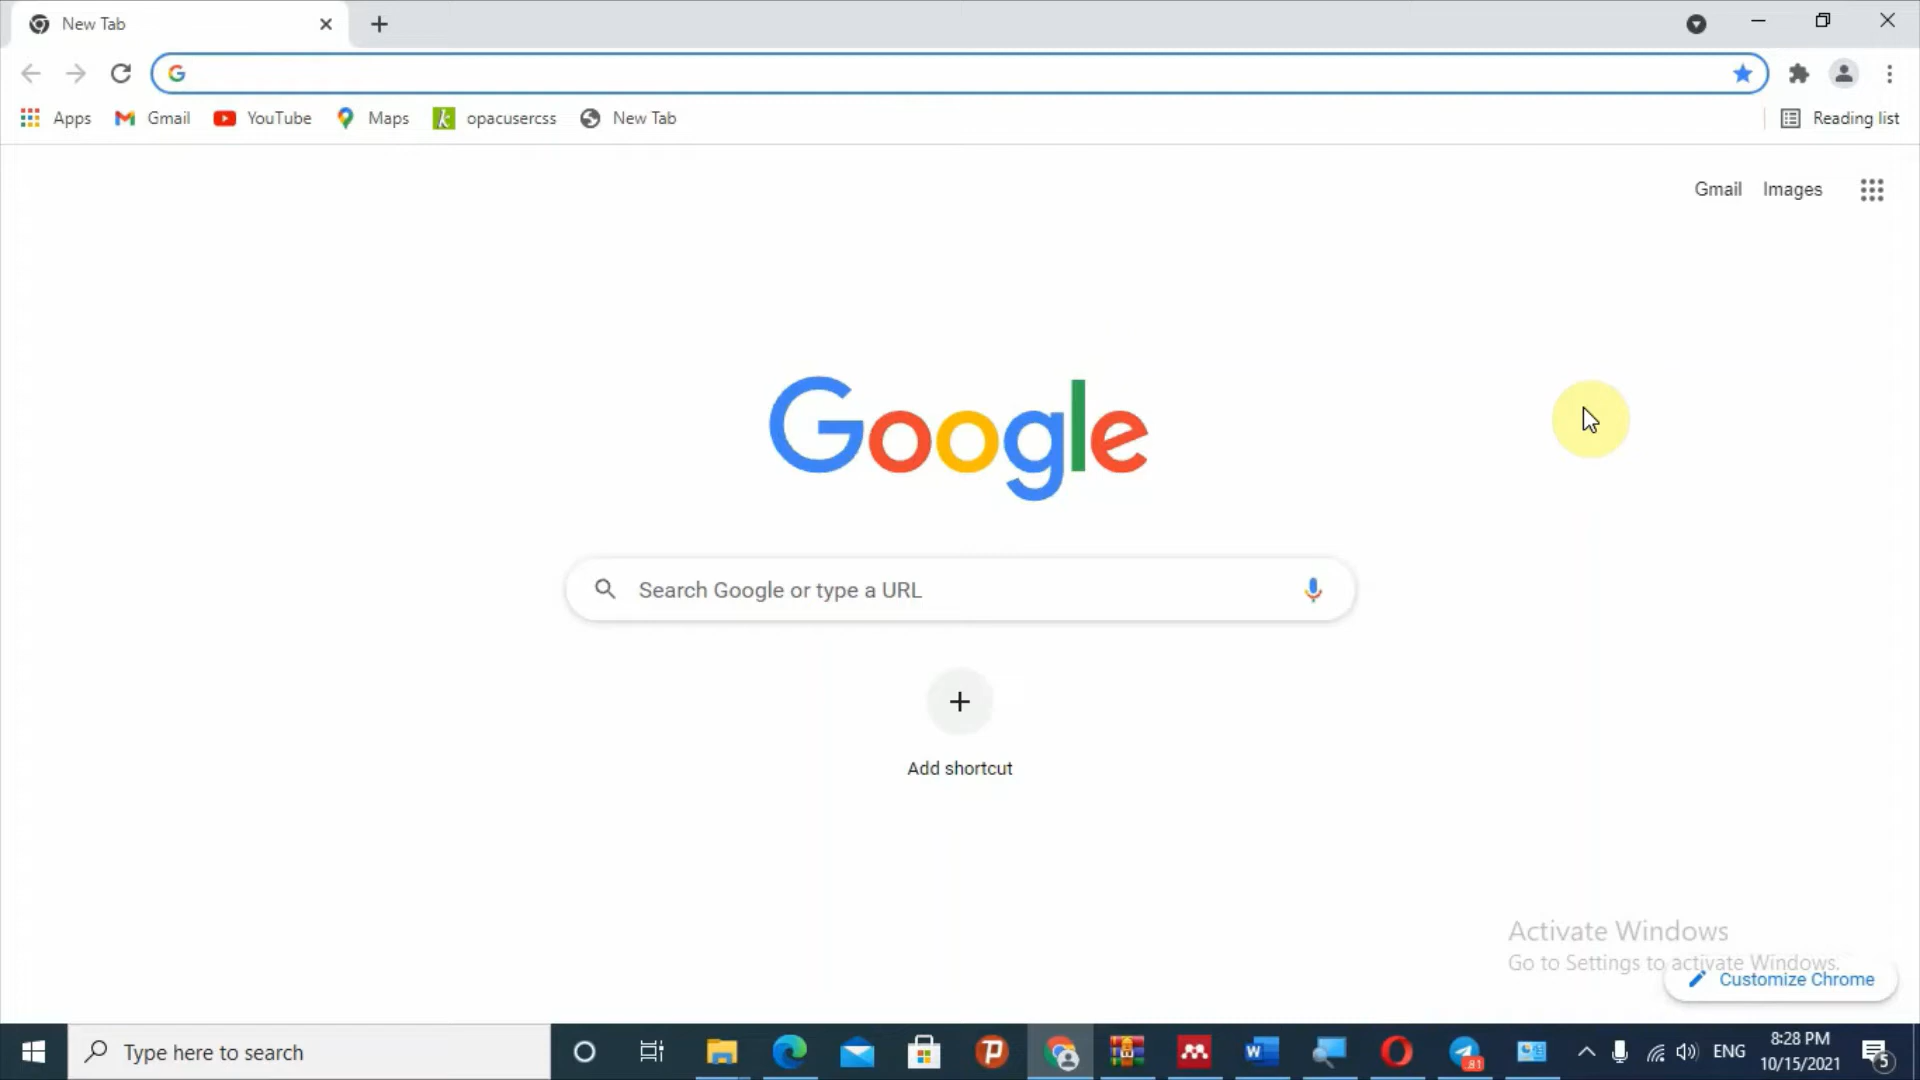 New Tab
Apps
Gmail
YouTube
Maps
opacusercss
New Tab
Reading list
Gmail
Images
Google
Search Google or type a URL
Add shortcut
Activate Windows
Go to Settings to activate Windows.
Customize Chrome
Type here to search
81
ENG
8:28 PM
10/15/2021
5